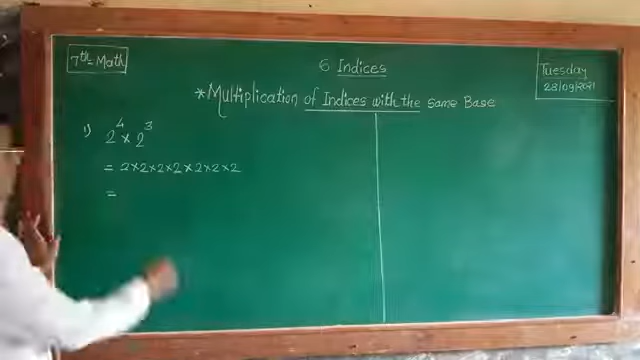 7th-Math
6 Indices
Tuesday
28/09/2021
*Multiplication of Indices with the same Base
1) 2⁴ × 2³
= 2×2×2×2×2×2×2
=